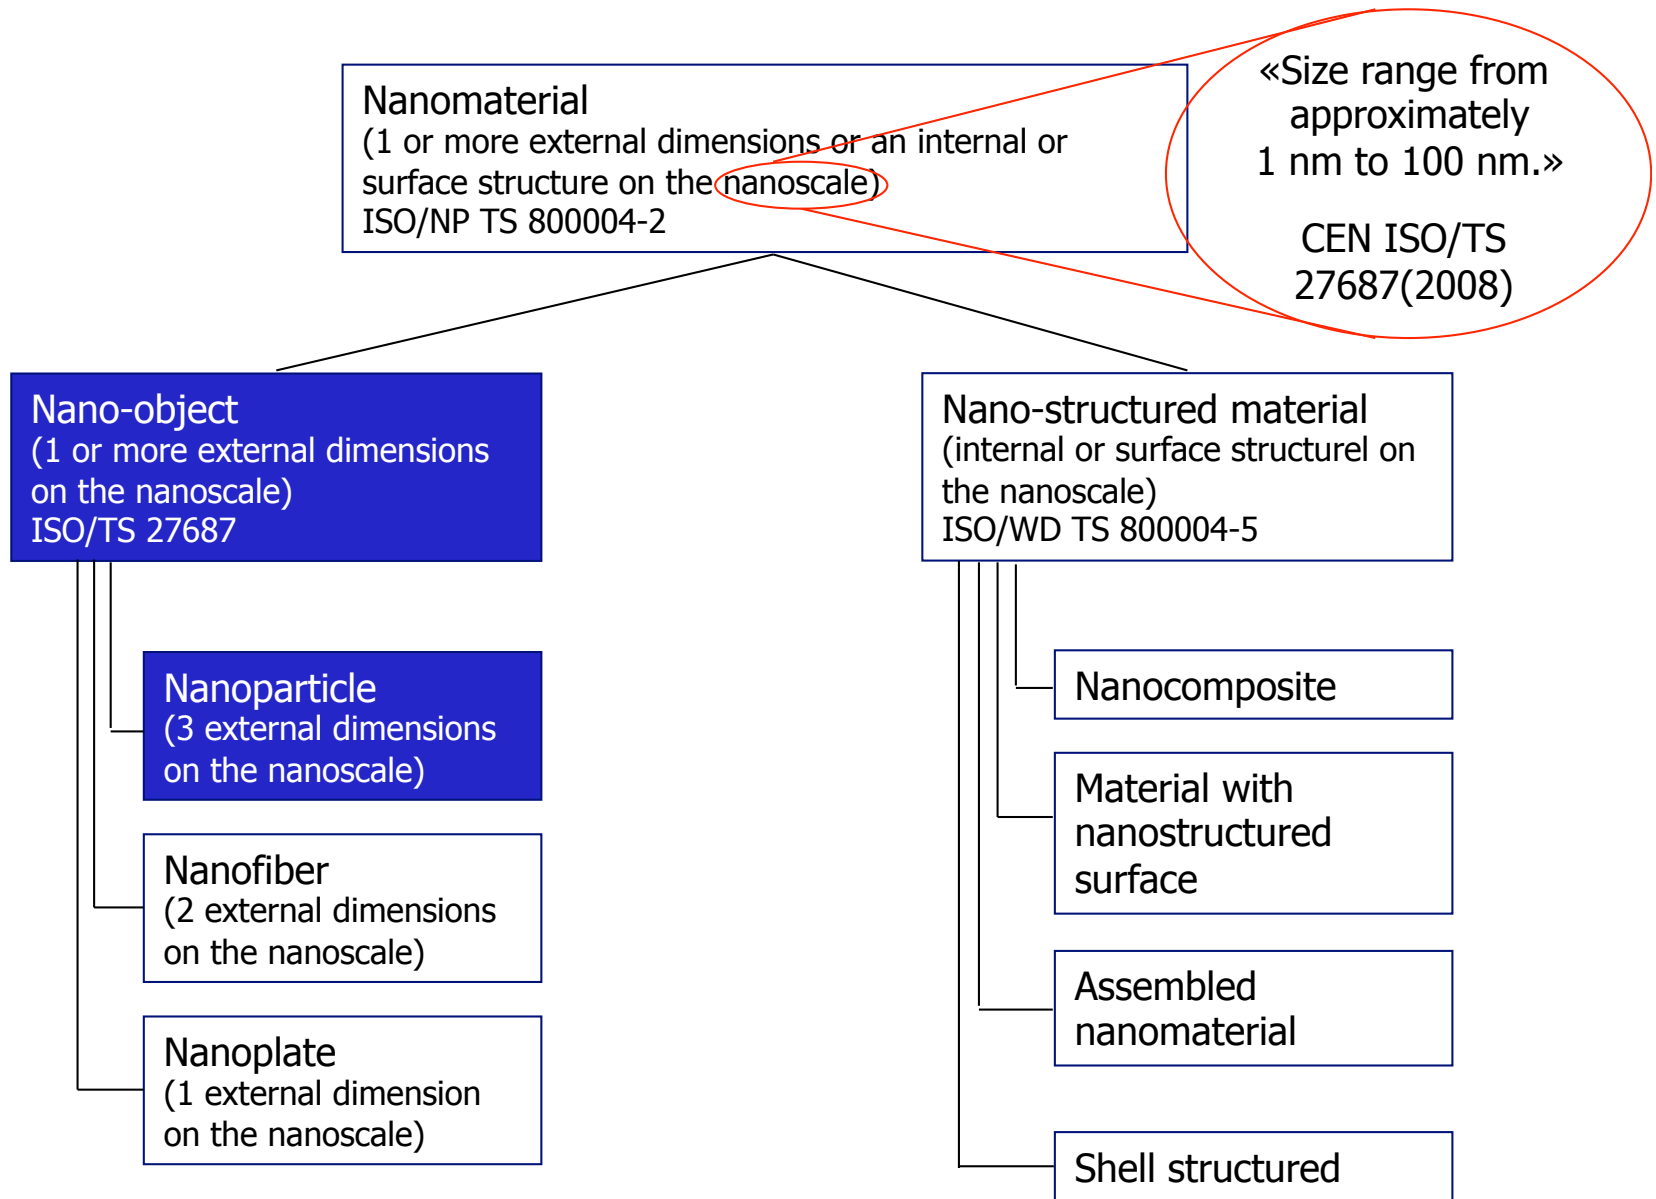 Nanomaterial
(1 or more external dimensions or an internal or
surface structure on the nanoscale)
ISO/NP TS 800004-2
«Size range from
approximately
1 nm to 100 nm.»
CEN ISO/TS
27687(2008)
Nano-object
(1 or more external dimensions
on the nanoscale)
ISO/TS 27687
Nanoparticle
(3 external dimensions
on the nanoscale)
Nanofiber
(2 external dimensions
on the nanoscale)
Nanoplate
(1 external dimension
on the nanoscale)
Nano-structured material
(internal or surface structurel on
the nanoscale)
ISO/WD TS 800004-5
Nanocomposite
Material with
nanostructured
surface
Assembled
nanomaterial
Shell structured